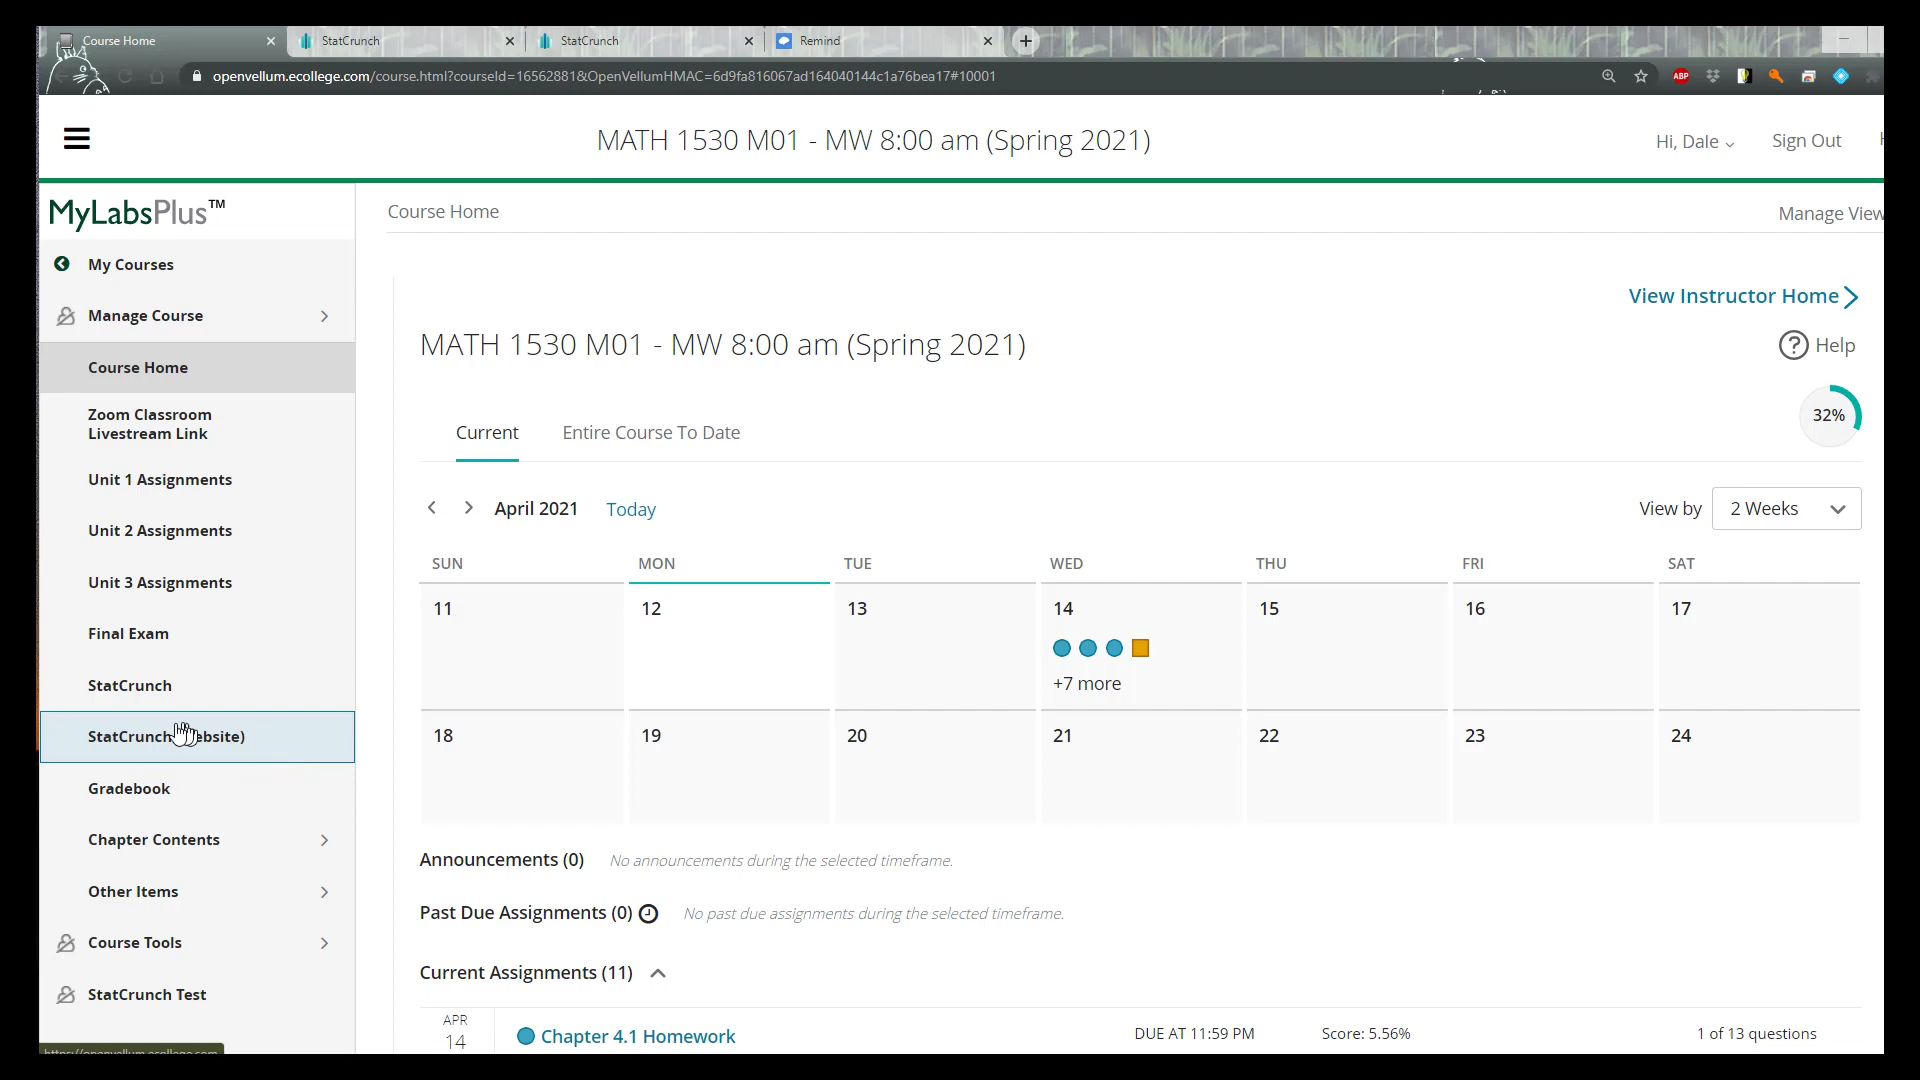 Course Home
StatCrunch
StatCrunch
Remind
openvellum.ecollege.com/course.html?courseId=16562881&OpenVellumHMAC=6d9fa816067ad164040144c1a76bea17#10001
ABP
MATH 1530 M01 - MW 8:00 am (Spring 2021)
Hi, Dale
Sign Out
MyLabsPlus™
My Courses
Manage Course
Course Home
Zoom Classroom
Livestream Link
Unit 1 Assignments
Unit 2 Assignments
Unit 3 Assignments
Final Exam
StatCrunch
StatCrunch ebsite)
Gradebook
Chapter Contents
Other Items
Course Tools
StatCrunch Test
Course Home
Manage View
View Instructor Home
MATH 1530 M01 - MW 8:00 am (Spring 2021)
? Help
32%
Current
Entire Course To Date
April 2021
Today
View by
2 Weeks
SUN MON TUE WED THU FRI SAT
11 12 13 14 15 16 17
+7 more
18 19 20 21 22 23 24
Announcements (0) No announcements during the selected timeframe.
Past Due Assignments (0) No past due assignments during the selected timeframe.
Current Assignments (11)
APR
14
Chapter 4.1 Homework
DUE AT 11:59 PM
Score: 5.56%
1 of 13 questions